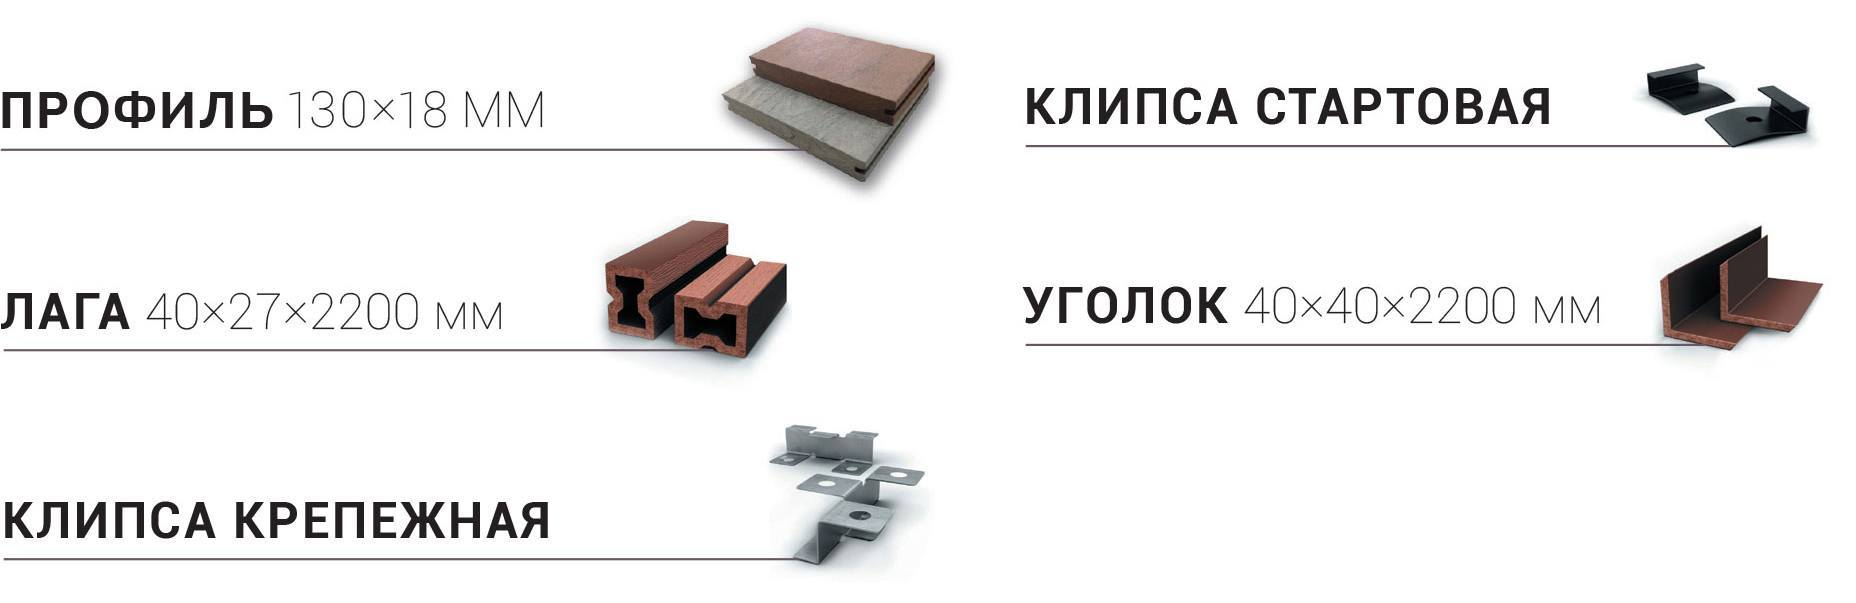 ПРОФИЛЬ 130×18 ММ
ЛАГА 40×27×2200 мм
КЛИПСА КРЕПЕЖНАЯ
КЛИПСА СТАРТОВАЯ
УГОЛОК 40×40×2200 мм